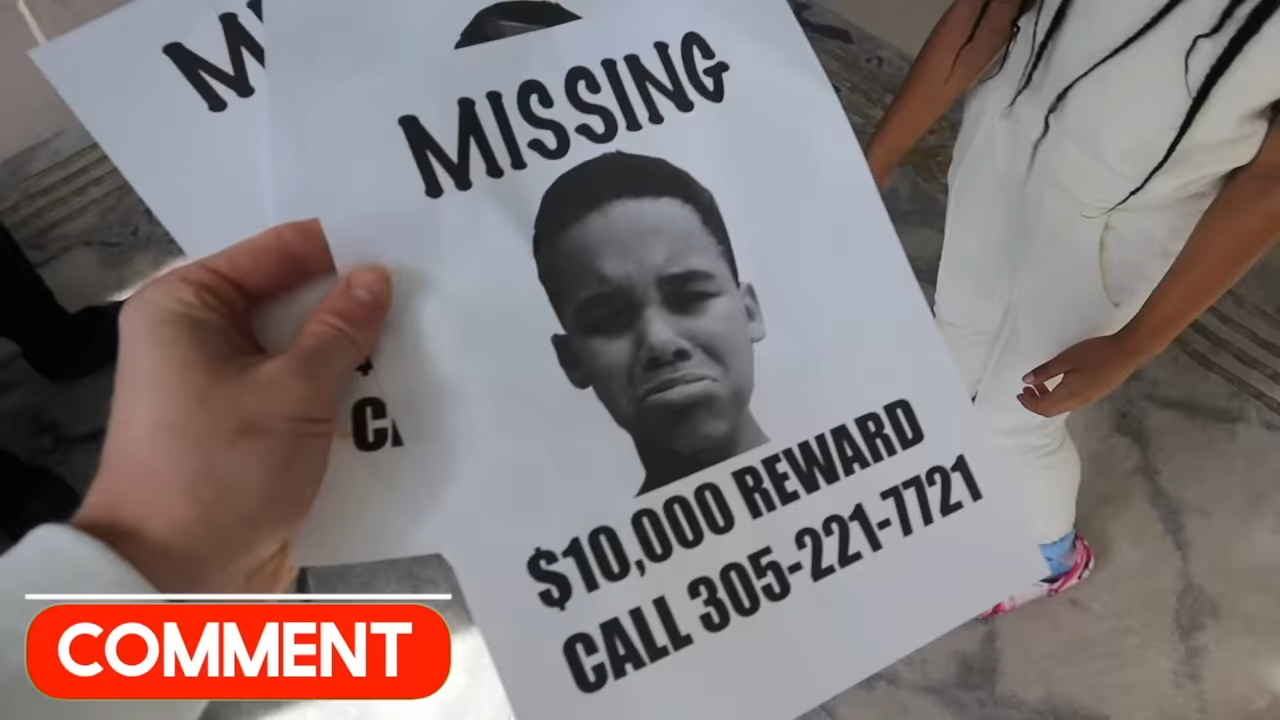 MISSING
$10,000 REWARD
CALL 305-221-7721
COMMENT